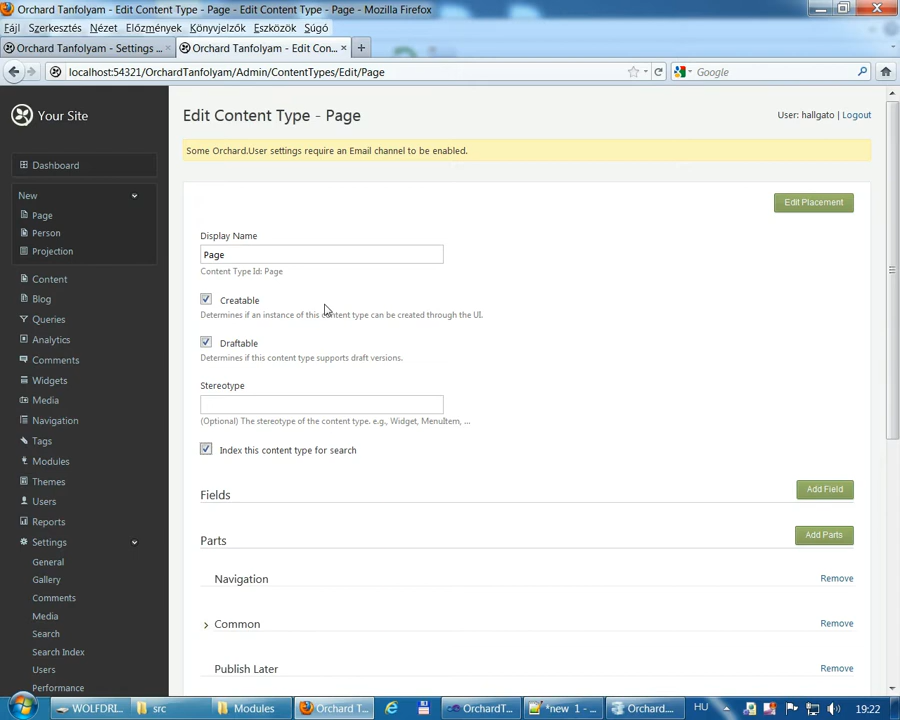 Orchard Tanfolyam - Edit Content Type - Page - Edit Content Type - Page - Mozilla Firefox
Fájl Szerkesztés Nézet Előzmények Könyvjelzők Eszközök Súgó
Orchard Tanfolyam - Settings ... × Orchard Tanfolyam - Edit Con... × +
localhost:54321/OrchardTanfolyam/Admin/ContentTypes/Edit/Page Google
Your Site
Edit Content Type - Page
User: hallgato | Logout
Some Orchard.User settings require an Email channel to be enabled.
Dashboard
New
Page
Person
Projection
Content
Blog
Queries
Analytics
Comments
Widgets
Media
Navigation
Tags
Modules
Themes
Users
Reports
Settings
General
Gallery
Comments
Media
Search
Search Index
Users
Performance
Edit Placement
Display Name
Page
Content Type Id: Page
Creatable
Determines if an instance of this content type can be created through the UI.
Draftable
Determines if this content type supports draft versions.
Stereotype
(Optional) The stereotype of the content type. e.g., Widget, MenuItem, ...
Index this content type for search
Fields Add Field
Parts Add Parts
Navigation Remove
Common Remove
Publish Later Remove
WOLFDRI... src Modules Orchard T... OrchardT... *new 1 - ... Orchard.... HU 19:22